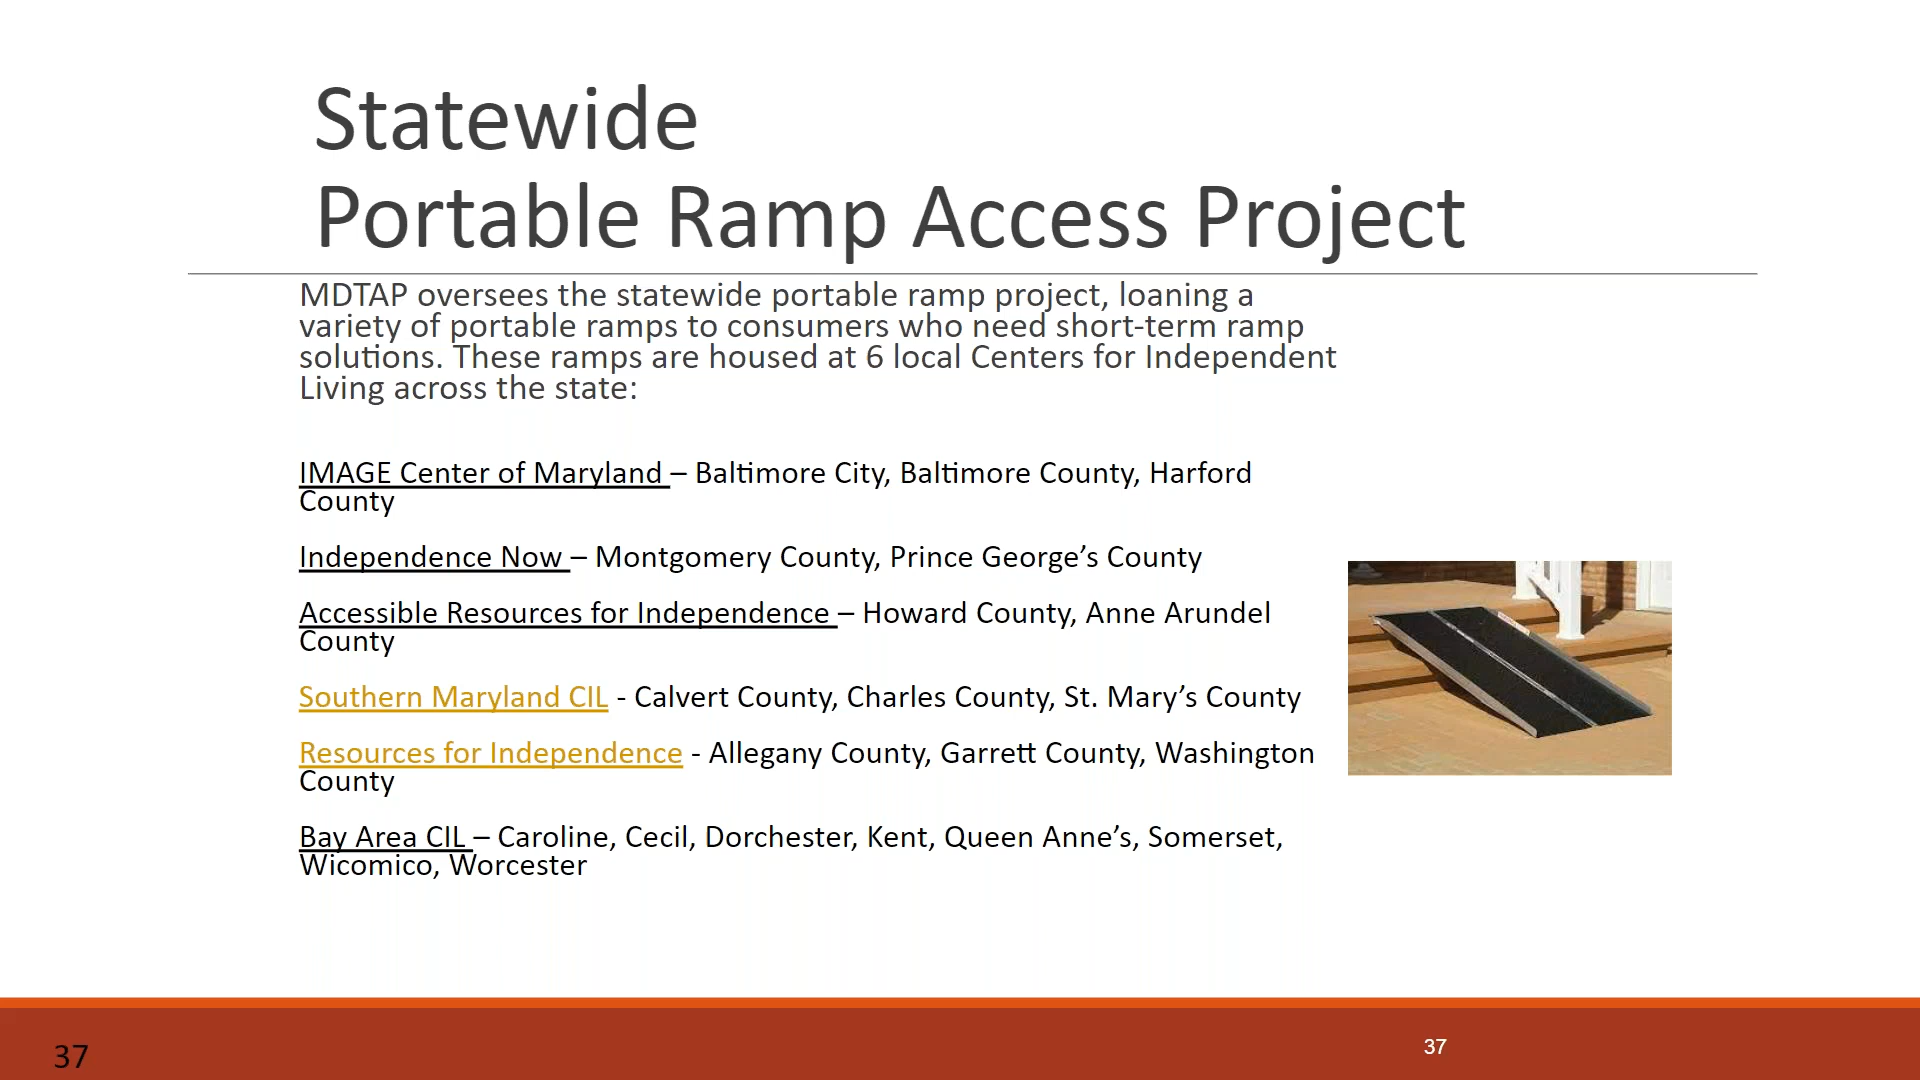 Statewide
Portable Ramp Access Project
MDTAP oversees the statewide portable ramp project, loaning a
variety of portable ramps to consumers who need short-term ramp
solutions. These ramps are housed at 6 local Centers for Independent
Living across the state:
IMAGE Center of Maryland – Baltimore City, Baltimore County, Harford
County
Independence Now – Montgomery County, Prince George’s County
Accessible Resources for Independence – Howard County, Anne Arundel
County
Southern Maryland CIL - Calvert County, Charles County, St. Mary’s County
Resources for Independence - Allegany County, Garrett County, Washington
County
Bay Area CIL – Caroline, Cecil, Dorchester, Kent, Queen Anne’s, Somerset,
Wicomico, Worcester
37
37